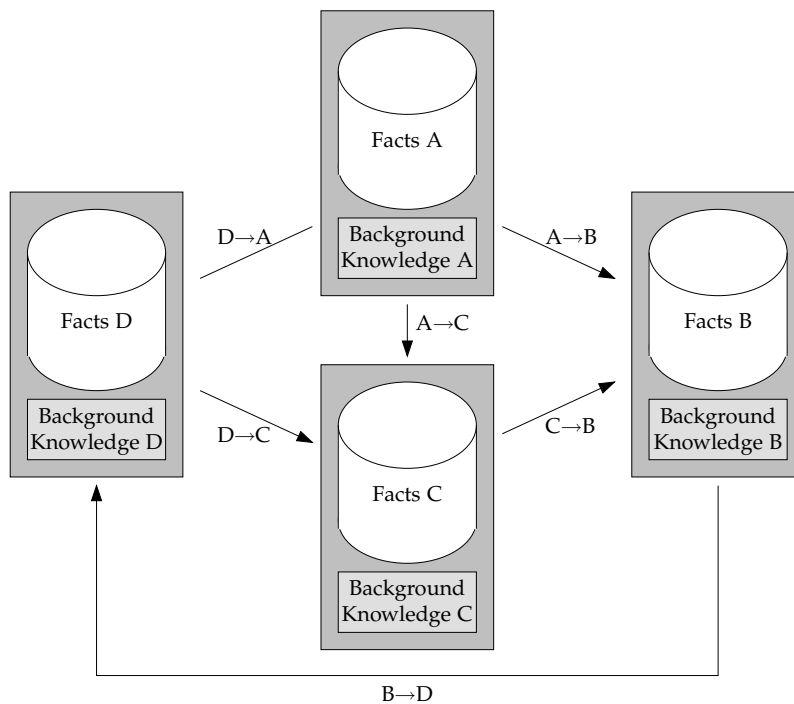 Facts A
Background
Knowledge A
D→A
A→B
Facts D
Background
Knowledge D
A→C
Facts B
Background
Knowledge B
D→C
C→B
Facts C
Background
Knowledge C
B→D